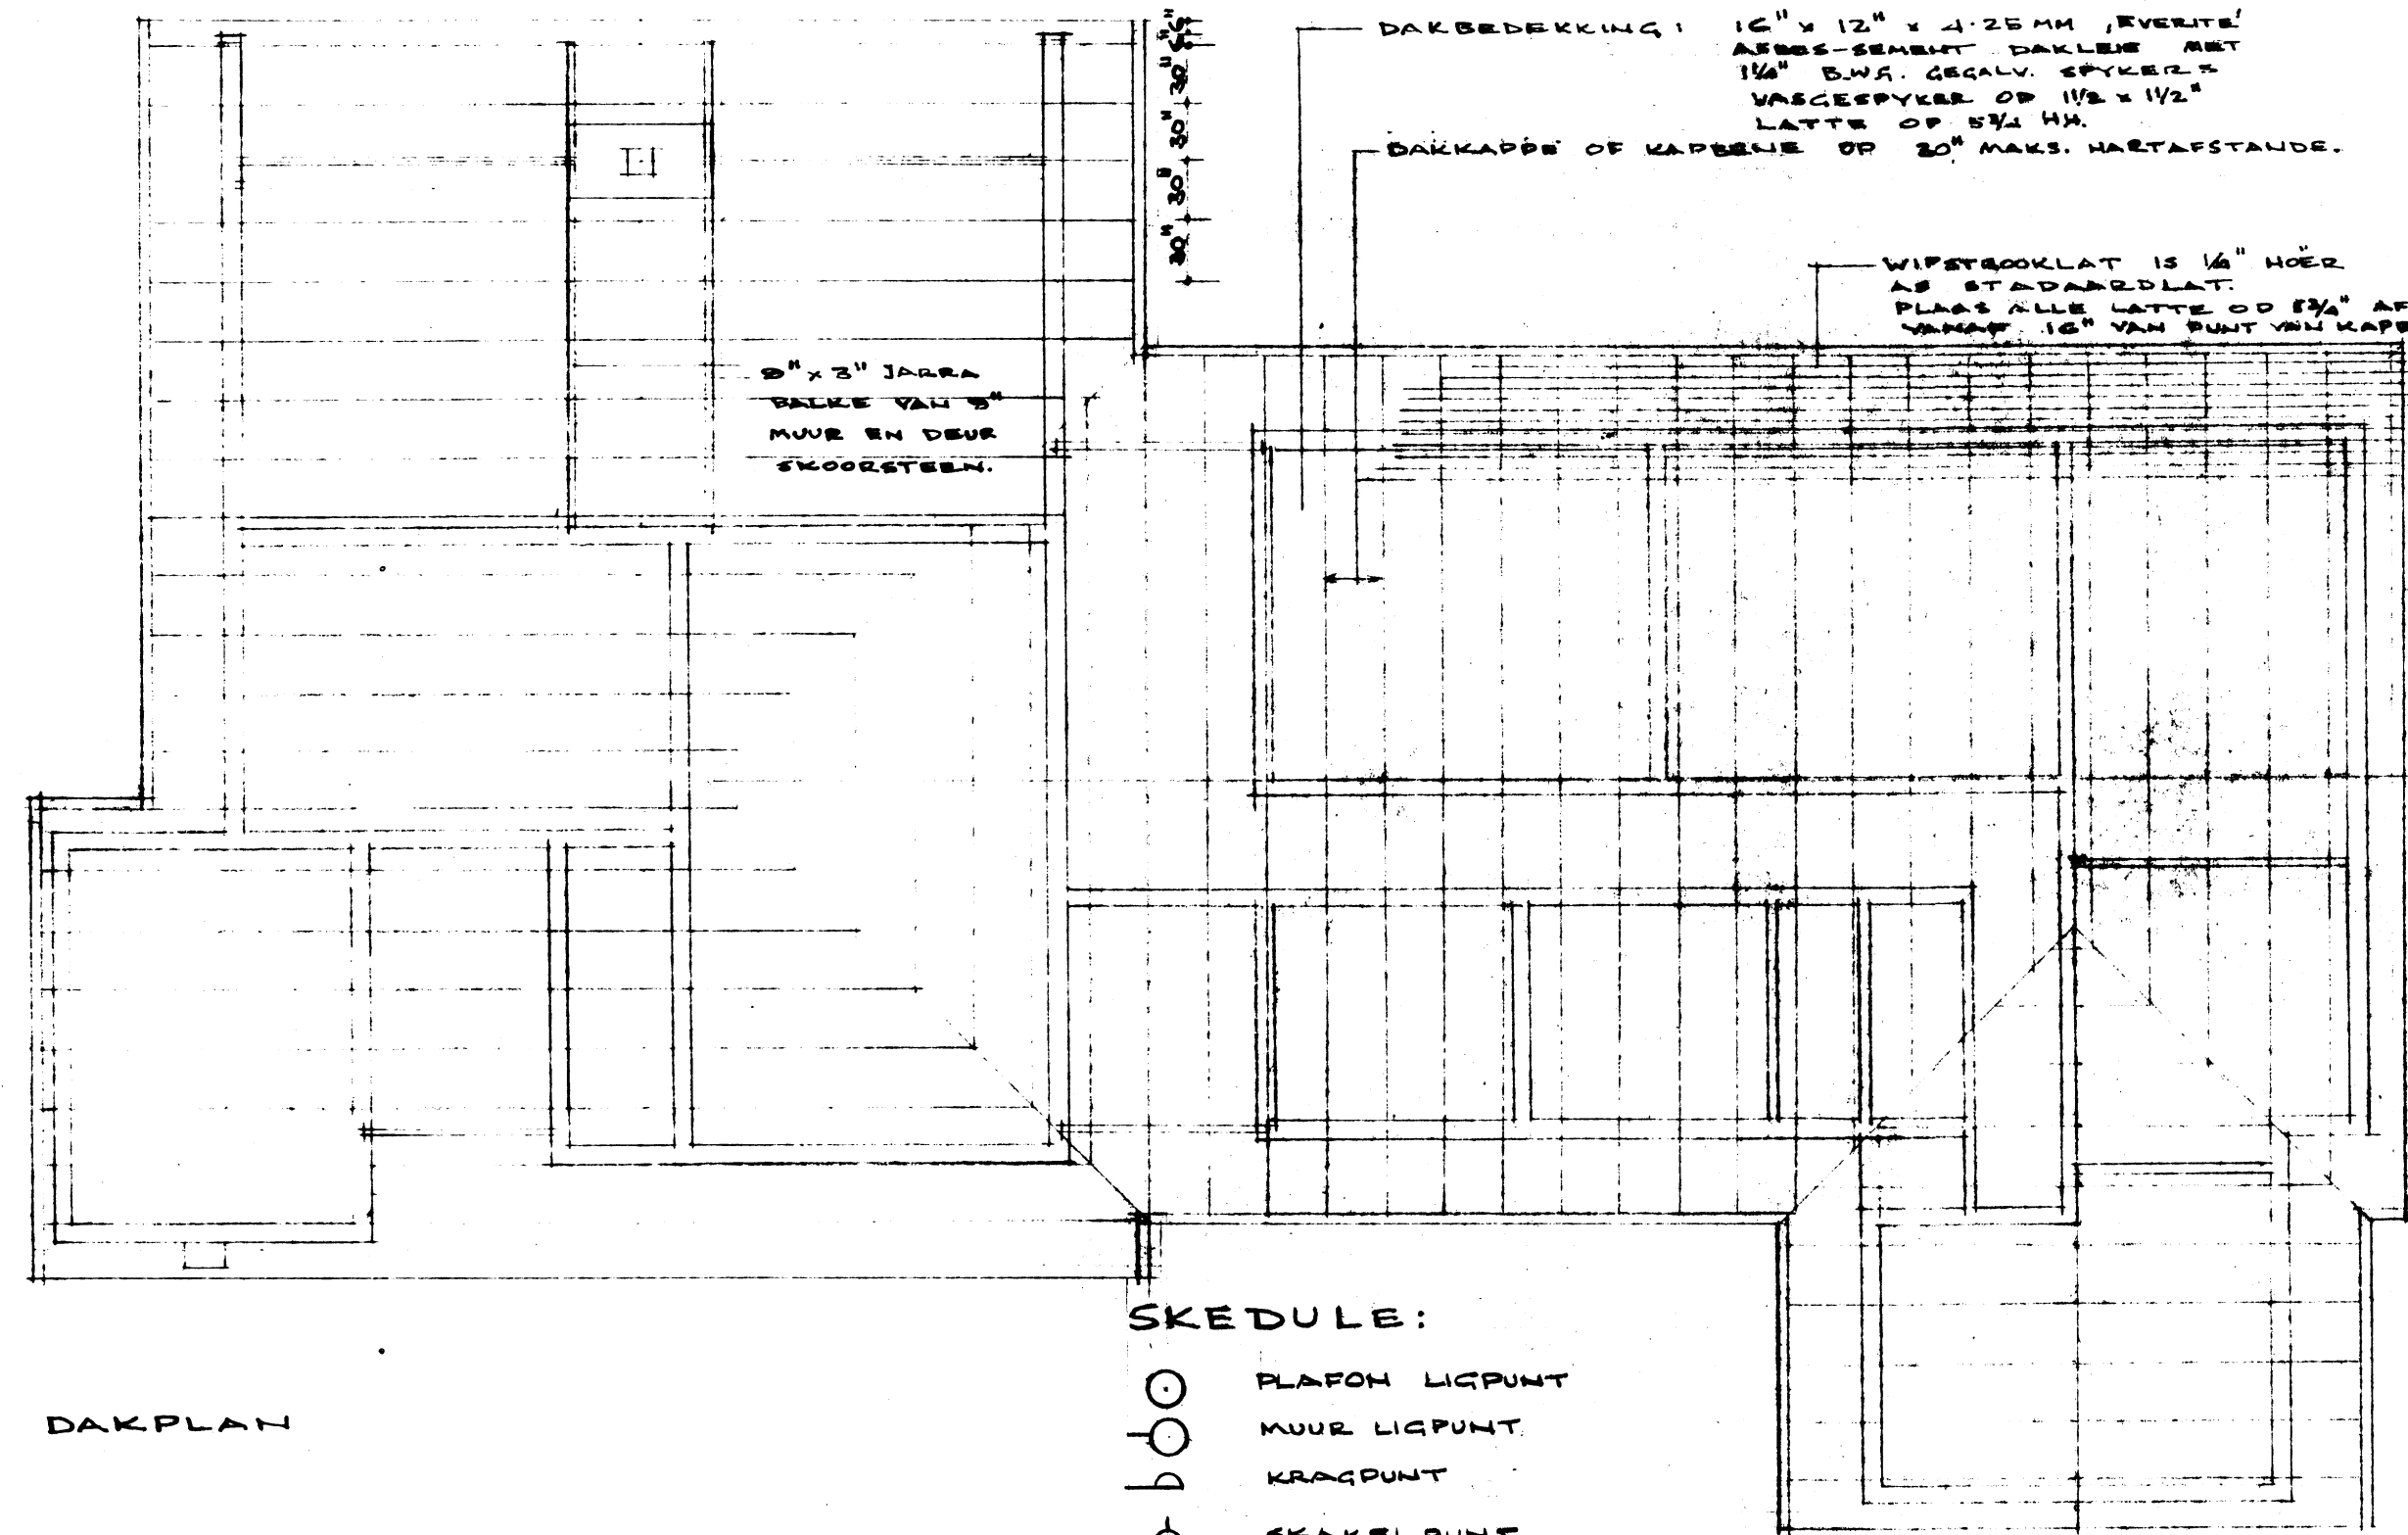 DAKBEDEKKING: 16" x 12" x 4.25 MM ,EVERITE'
ASBES-SEMENT DAKLEIE MET
1¼" B.W.G. GEGALV. SPYKERS
VASGESPYKER OP 1½ x 1½"
LATTE OP 5¾ HH.
DAKKAPPE OF KAPBENE OP 30" MAKS. HARTAFSTANDE.
WIPSTROOKLAT IS ¼" HOËR
AS STADAARDLAT.
PLAAS ALLE LATTE OP 5¾" AF
VANAF 16" VAN PUNT VAN KAPB
30" 30" 30" 30"
9" x 3" JARRA
BALKE VAN 9"
MUUR EN DEUR
SKOORSTEEN.
SKEDULE:
PLAFON LIGPUNT
MUUR LIGPUNT
KRAGPUNT
SKAKELPUNT
DAKPLAN